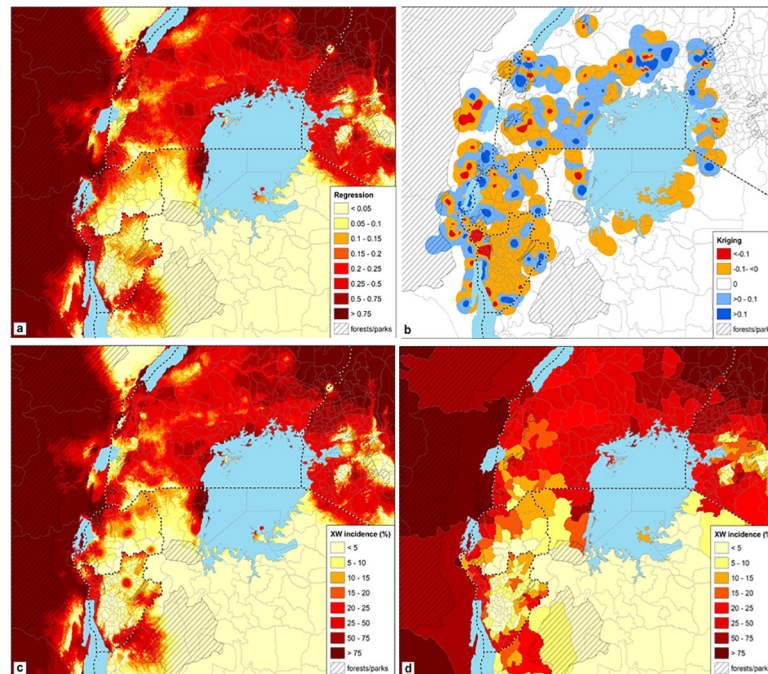 Regression
< 0.05
0.05 - 0.1
0.1 - 0.15
0.15 - 0.2
0.2 - 0.25
0.25 - 0.5
0.5 - 0.75
> 0.75
forests/parks
a
Kriging
<-0.1
-0.1- <0
0
>0 - 0.1
>0.1
forests/parks
b
XW incidence (%)
< 5
5 - 10
10 - 15
15 - 20
20 - 25
25 - 50
50 - 75
> 75
forests/parks
c
XW incidence (%)
< 5
5 - 10
10 - 15
15 - 20
20 - 25
25 - 50
50 - 75
> 75
forests/parks
d